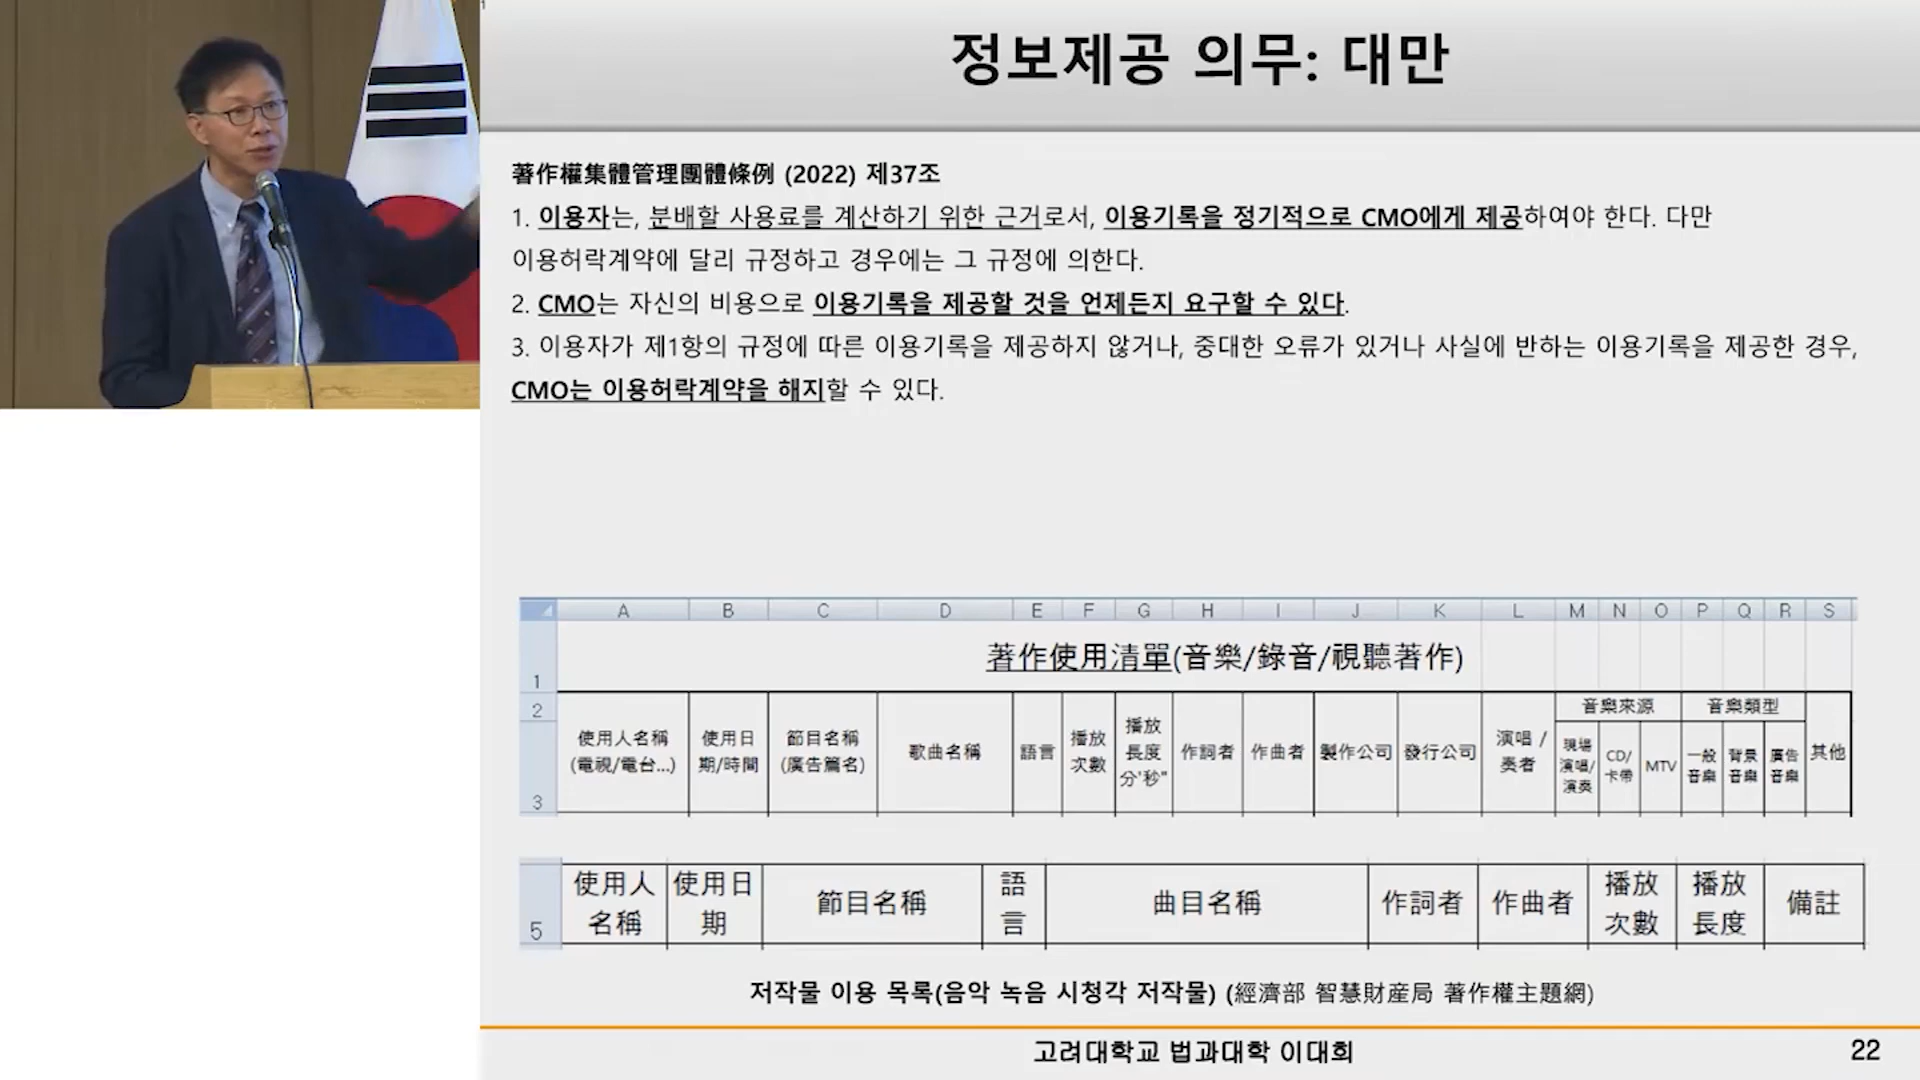 정보제공 의무: 대만
著作權集體管理團體條例 (2022) 제37조
1. 이용자는, 분배할 사용료를 계산하기 위한 근거로서, 이용기록을 정기적으로 CMO에게 제공하여야 한다. 다만
이용허락계약에 달리 규정하고 경우에는 그 규정에 의한다.
2. CMO는 자신의 비용으로 이용기록을 제공할 것을 언제든지 요구할 수 있다.
3. 이용자가 제1항의 규정에 따른 이용기록을 제공하지 않거나, 중대한 오류가 있거나 사실에 반하는 이용기록을 제공한 경우,
CMO는 이용허락계약을 해지할 수 있다.
A B C D E F G H I J K L M N O P Q R S
1 著作使用清單(音樂/錄音/視聽著作)
2
3
使用人名稱 (電視/電台...)
使用日期/時間
節目名稱 (廣告篇名)
歌曲名稱
語言
播放次數
播放長度 分'秒"
作詞者
作曲者
製作公司
發行公司
演唱/奏者
音樂來源
現場演唱/演奏
CD/卡帶
MTV
音樂類型
一般音樂
背景音樂
廣告音樂
其他
5
使用人名稱
使用日期
節目名稱
語言
曲目名稱
作詞者
作曲者
播放次數
播放長度
備註
저작물 이용 목록(음악 녹음 시청각 저작물) (經濟部 智慧財産局 著作權主題網)
고려대학교 법과대학 이대희
22